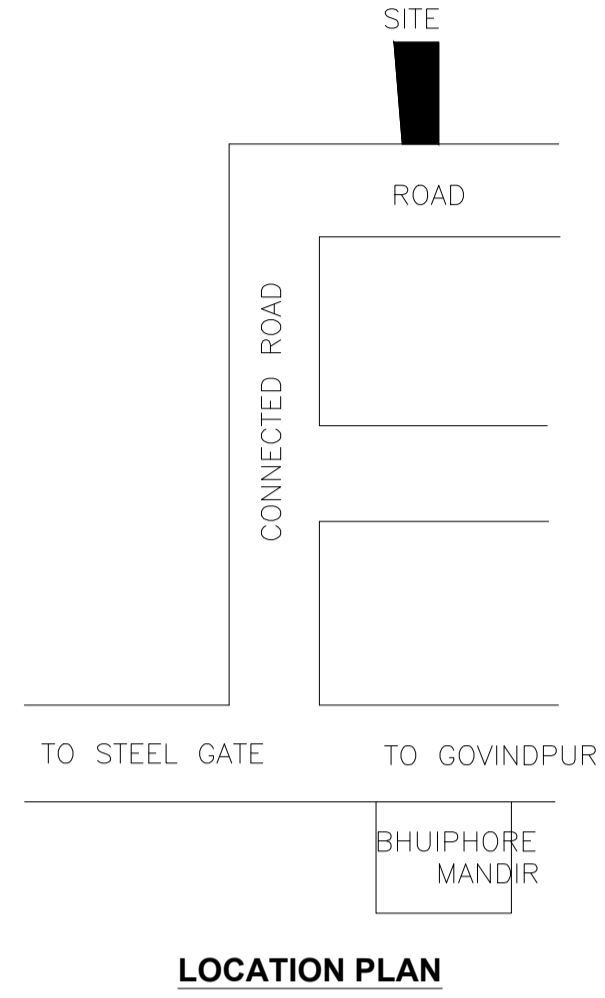 SITE
ROAD
CONNECTED ROAD
TO STEEL GATE
TO GOVINDPUR
BHUIPHORE
MANDIR
LOCATION PLAN